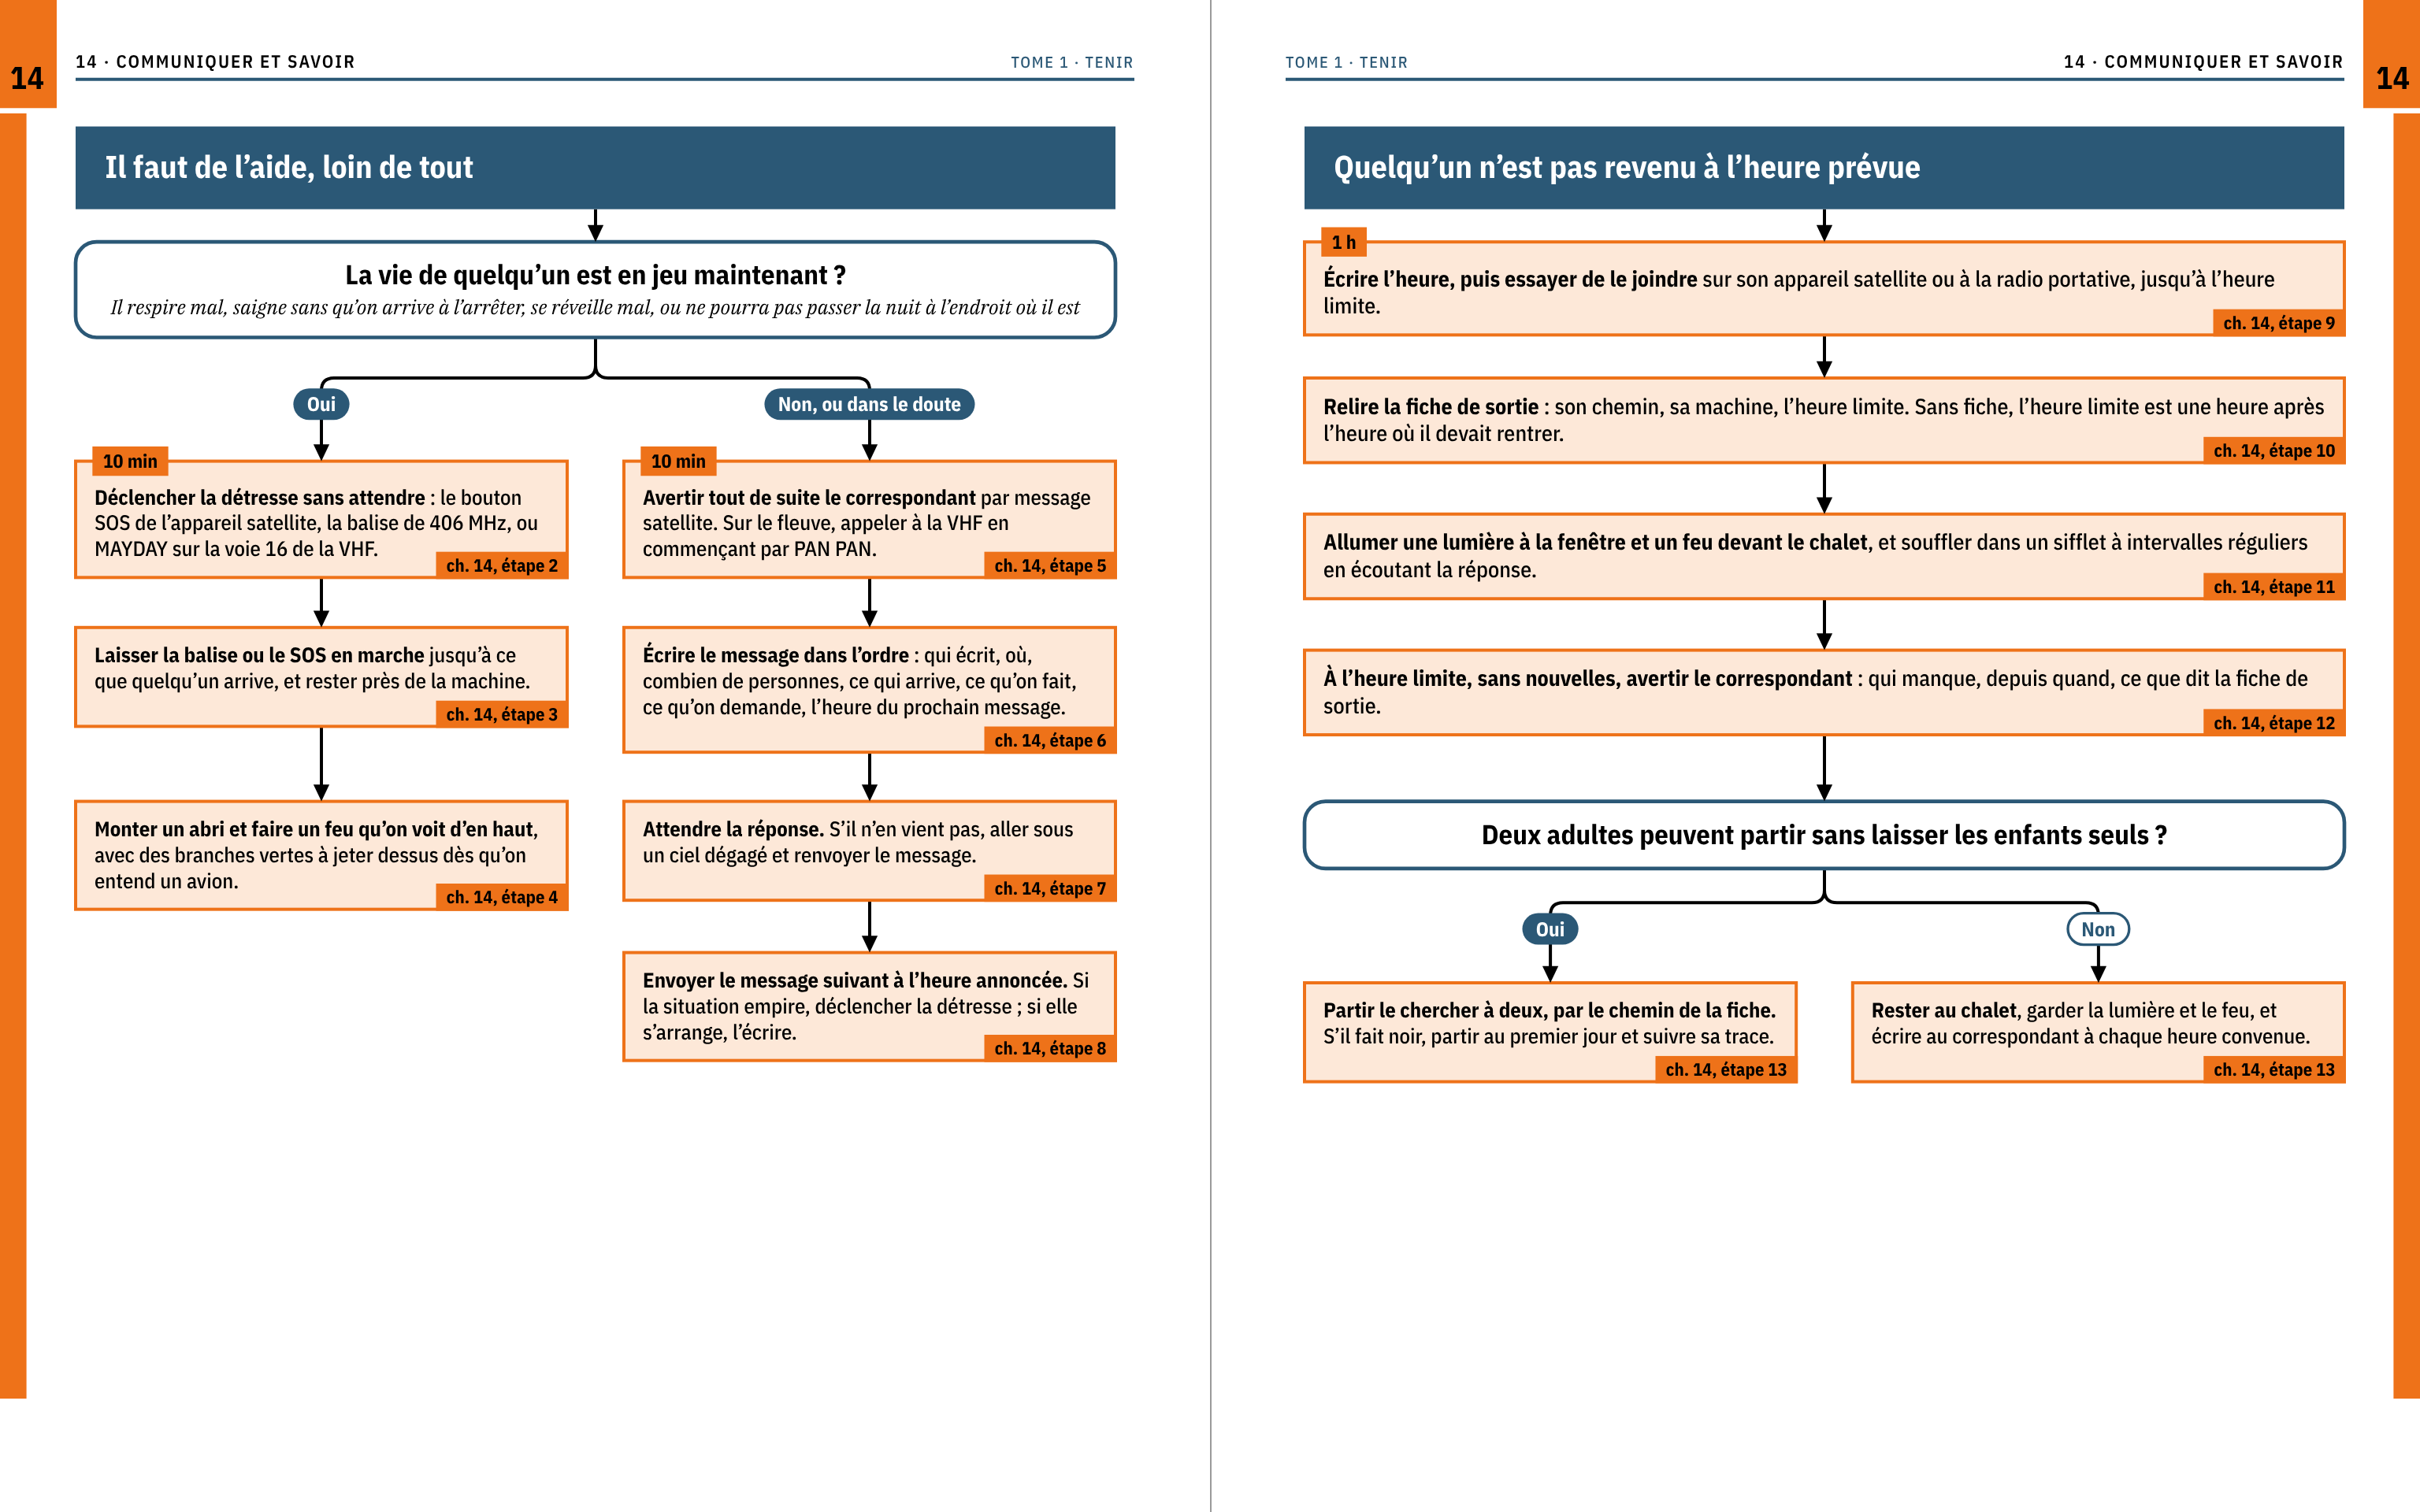 14
14 · COMMUNIQUER ET SAVOIR
TOME 1 · TENIR
Il faut de l’aide, loin de tout
La vie de quelqu’un est en jeu maintenant ?
Il respire mal, saigne sans qu’on arrive à l’arrêter, se réveille mal, ou ne pourra pas passer la nuit à l’endroit où il est
Oui
10 min
Déclencher la détresse sans attendre : le bouton
SOS de l’appareil satellite, la balise de 406 MHz, ou
MAYDAY sur la voie 16 de la VHF.
ch. 14, étape 2
Laisser la balise ou le SOS en marche jusqu’à ce
que quelqu’un arrive, et rester près de la machine.
ch. 14, étape 3
Monter un abri et faire un feu qu’on voit d’en haut,
avec des branches vertes à jeter dessus dès qu’on
entend un avion.
ch. 14, étape 4
Non, ou dans le doute
10 min
Avertir tout de suite le correspondant par message
satellite. Sur le fleuve, appeler à la VHF en
commençant par PAN PAN.
ch. 14, étape 5
Écrire le message dans l’ordre : qui écrit, où,
combien de personnes, ce qui arrive, ce qu’on fait,
ce qu’on demande, l’heure du prochain message.
ch. 14, étape 6
Attendre la réponse. S’il n’en vient pas, aller sous
un ciel dégagé et renvoyer le message.
ch. 14, étape 7
Envoyer le message suivant à l’heure annoncée. Si
la situation empire, déclencher la détresse ; si elle
s’arrange, l’écrire.
ch. 14, étape 8
TOME 1 · TENIR
14 · COMMUNIQUER ET SAVOIR
14
Quelqu’un n’est pas revenu à l’heure prévue
1 h
Écrire l’heure, puis essayer de le joindre sur son appareil satellite ou à la radio portative, jusqu’à l’heure
limite.
ch. 14, étape 9
Relire la fiche de sortie : son chemin, sa machine, l’heure limite. Sans fiche, l’heure limite est une heure après
l’heure où il devait rentrer.
ch. 14, étape 10
Allumer une lumière à la fenêtre et un feu devant le chalet, et souffler dans un sifflet à intervalles réguliers
en écoutant la réponse.
ch. 14, étape 11
À l’heure limite, sans nouvelles, avertir le correspondant : qui manque, depuis quand, ce que dit la fiche de
sortie.
ch. 14, étape 12
Deux adultes peuvent partir sans laisser les enfants seuls ?
Oui
Partir le chercher à deux, par le chemin de la fiche.
S’il fait noir, partir au premier jour et suivre sa trace.
ch. 14, étape 13
Non
Rester au chalet, garder la lumière et le feu, et
écrire au correspondant à chaque heure convenue.
ch. 14, étape 13